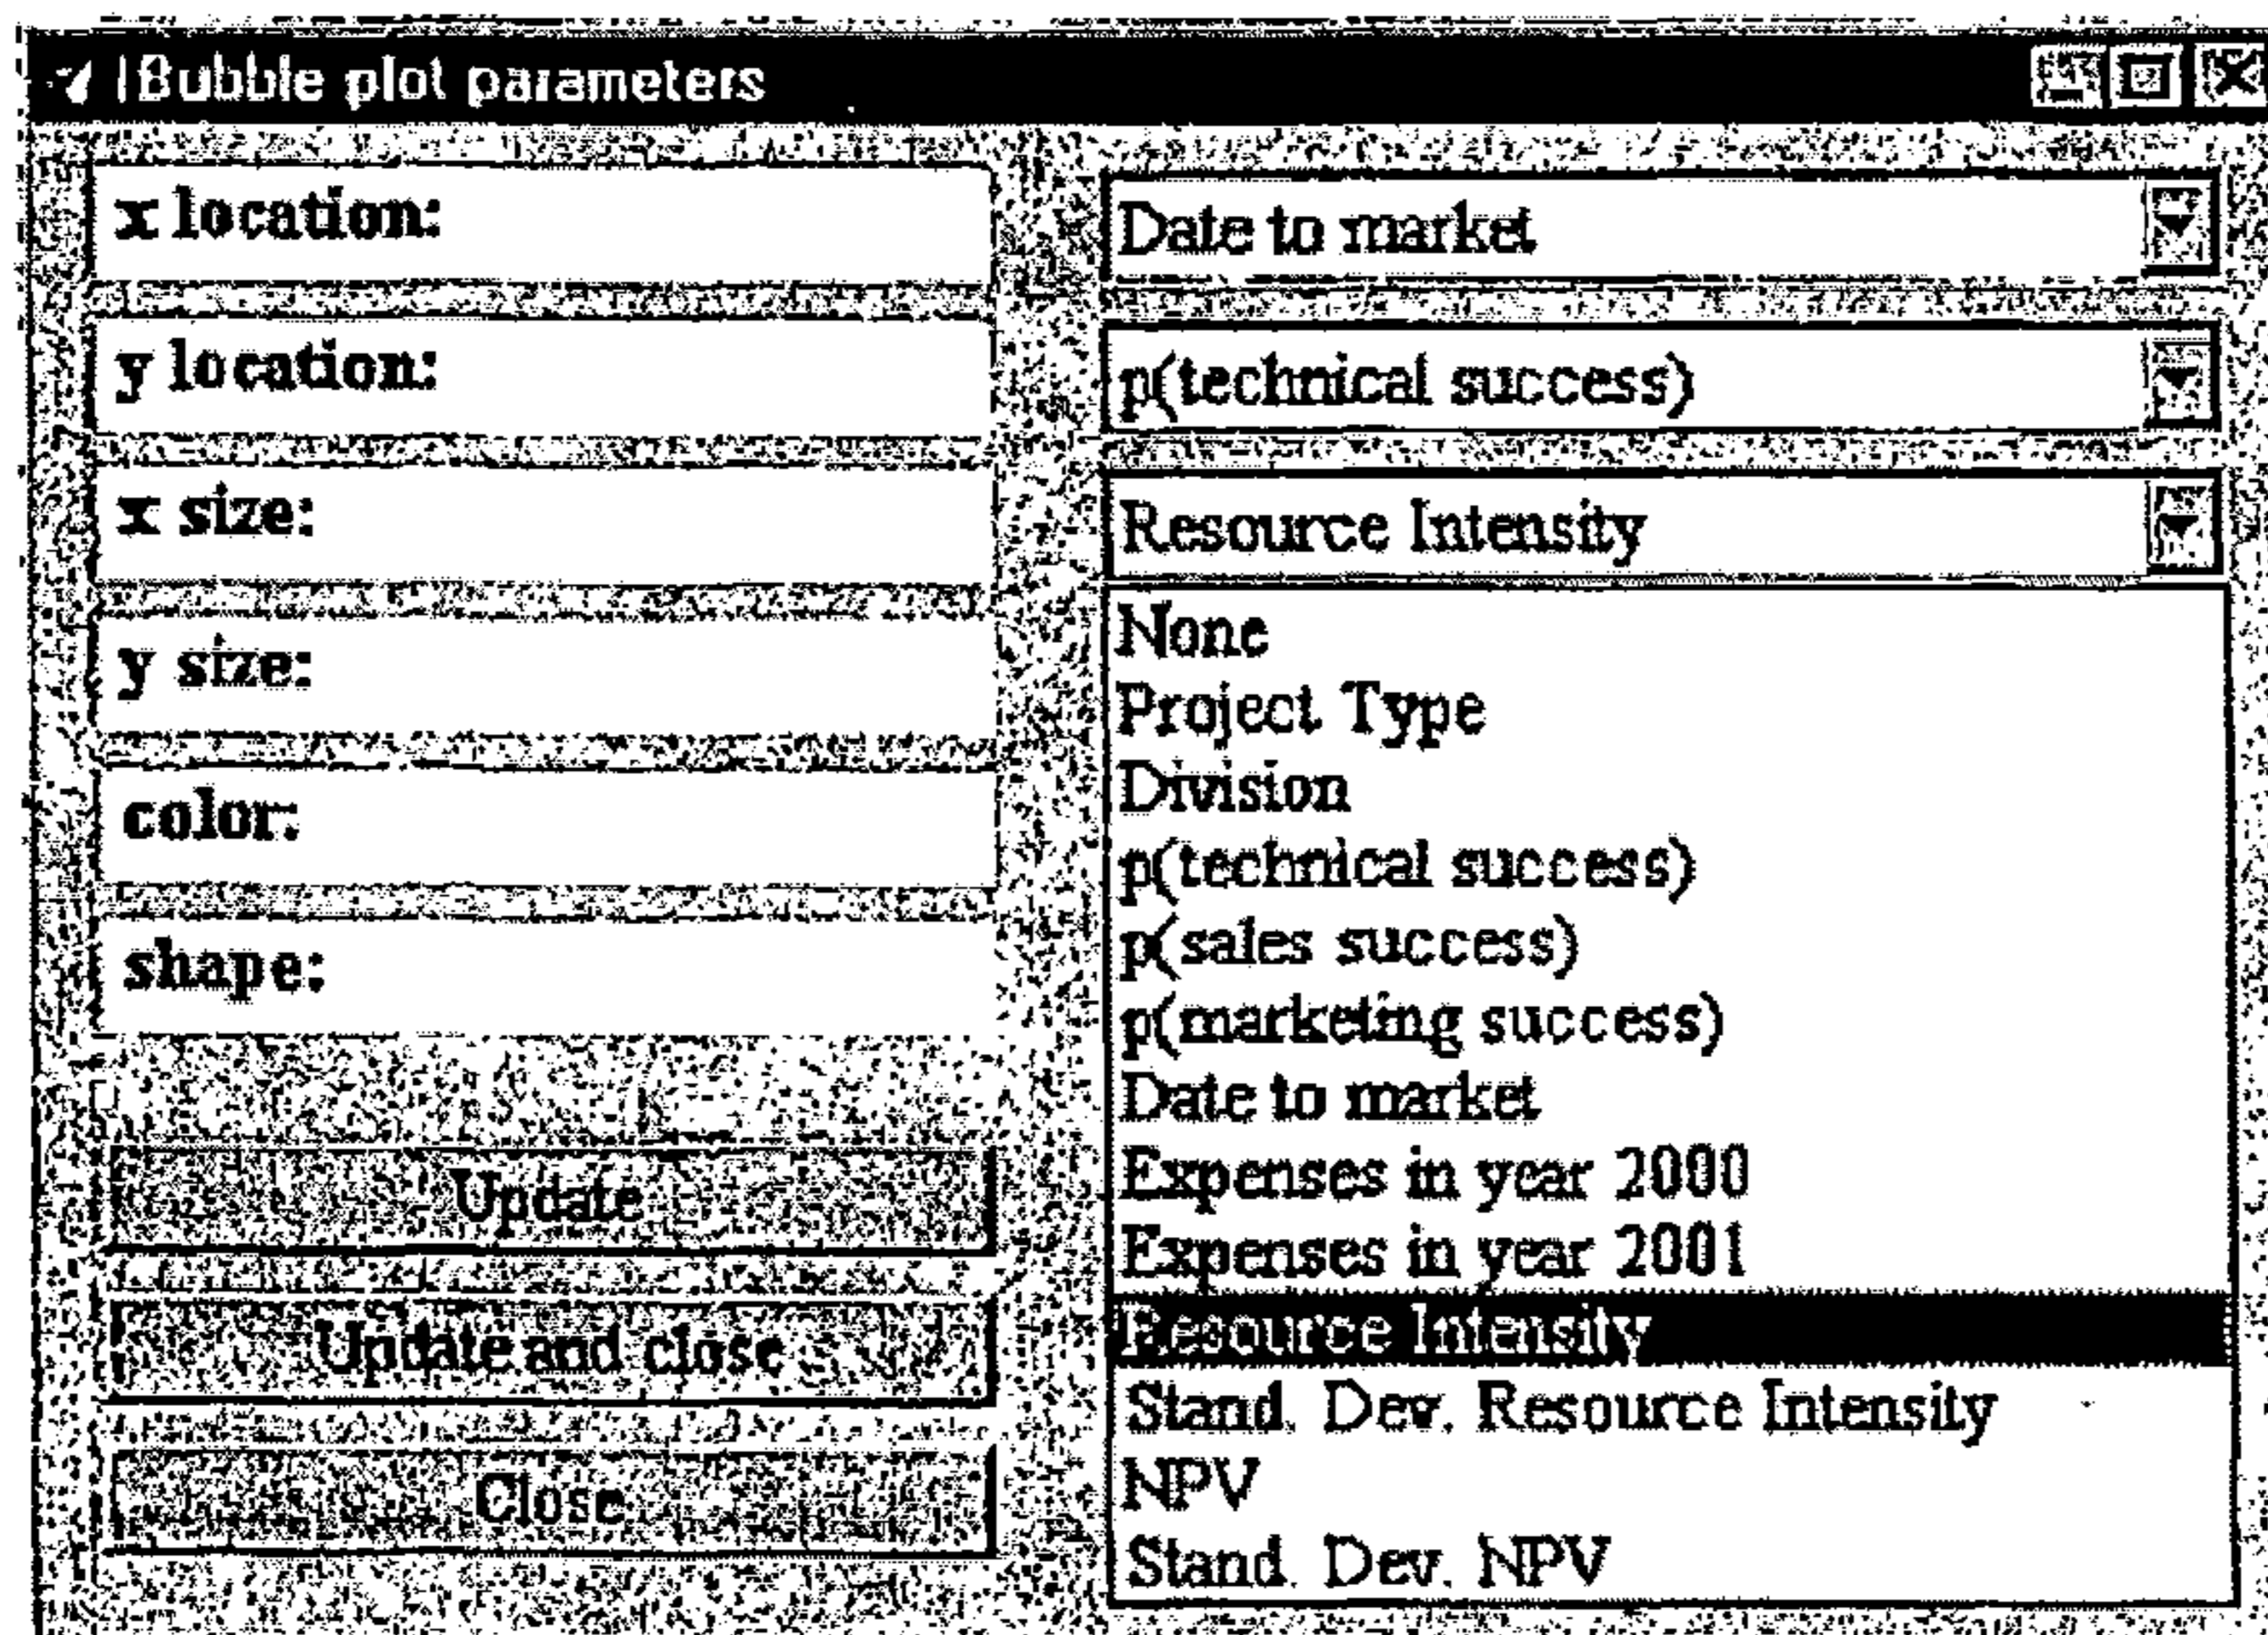 Bubble plot parameters
x location:
Date to market
y location:
p(technical success)
x size:
Resource Intensity
y size:
color:
shape:
None
Project Type
Division
p(technical success)
p(sales success)
p(marketing success)
Date to market
Expenses in year 2000
Expenses in year 2001
Resource Intensity
Stand. Dev. Resource Intensity
NPV
Stand. Dev. NPV
Update
Update and close
Close